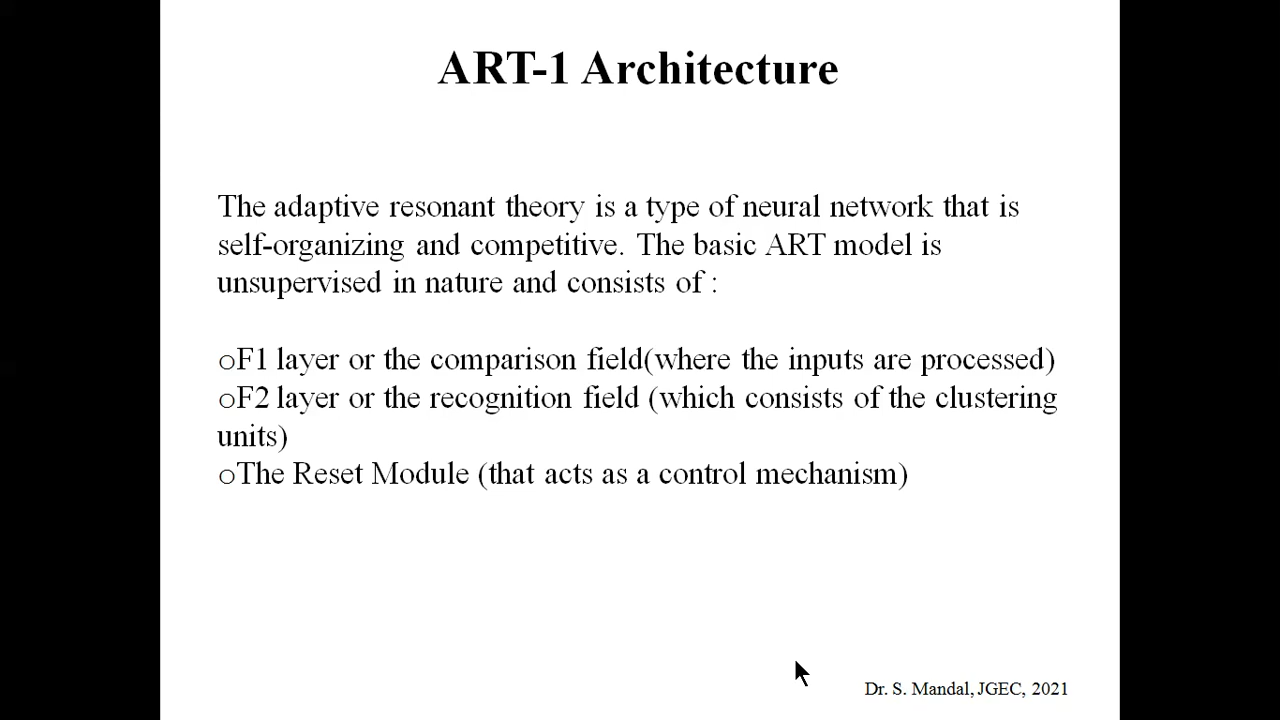 ART-1 Architecture
The adaptive resonant theory is a type of neural network that is
self-organizing and competitive. The basic ART model is
unsupervised in nature and consists of :
oF1 layer or the comparison field(where the inputs are processed)
oF2 layer or the recognition field (which consists of the clustering
units)
oThe Reset Module (that acts as a control mechanism)
Dr. S. Mandal, JGEC, 2021